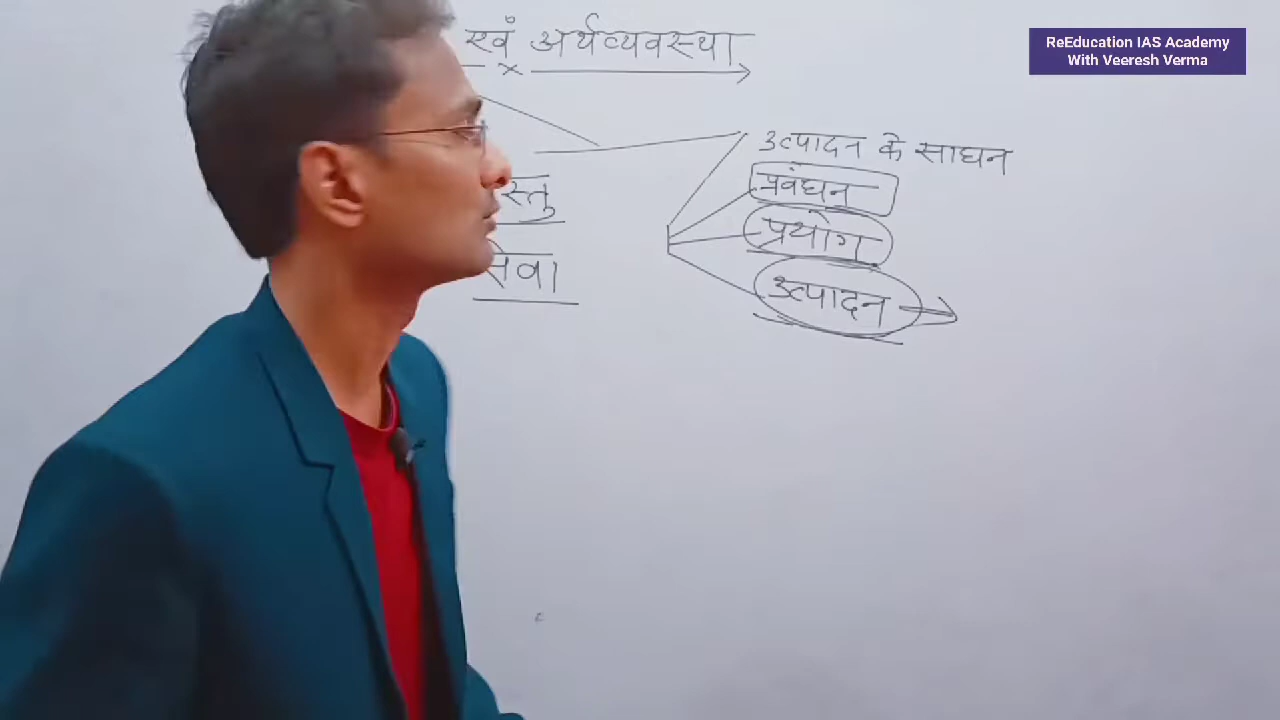 एवं अर्थव्यवस्था
ReEducation IAS Academy
With Veeresh Verma
उत्पादन के साधन
प्रबंधन
प्रयोग
उत्पादन